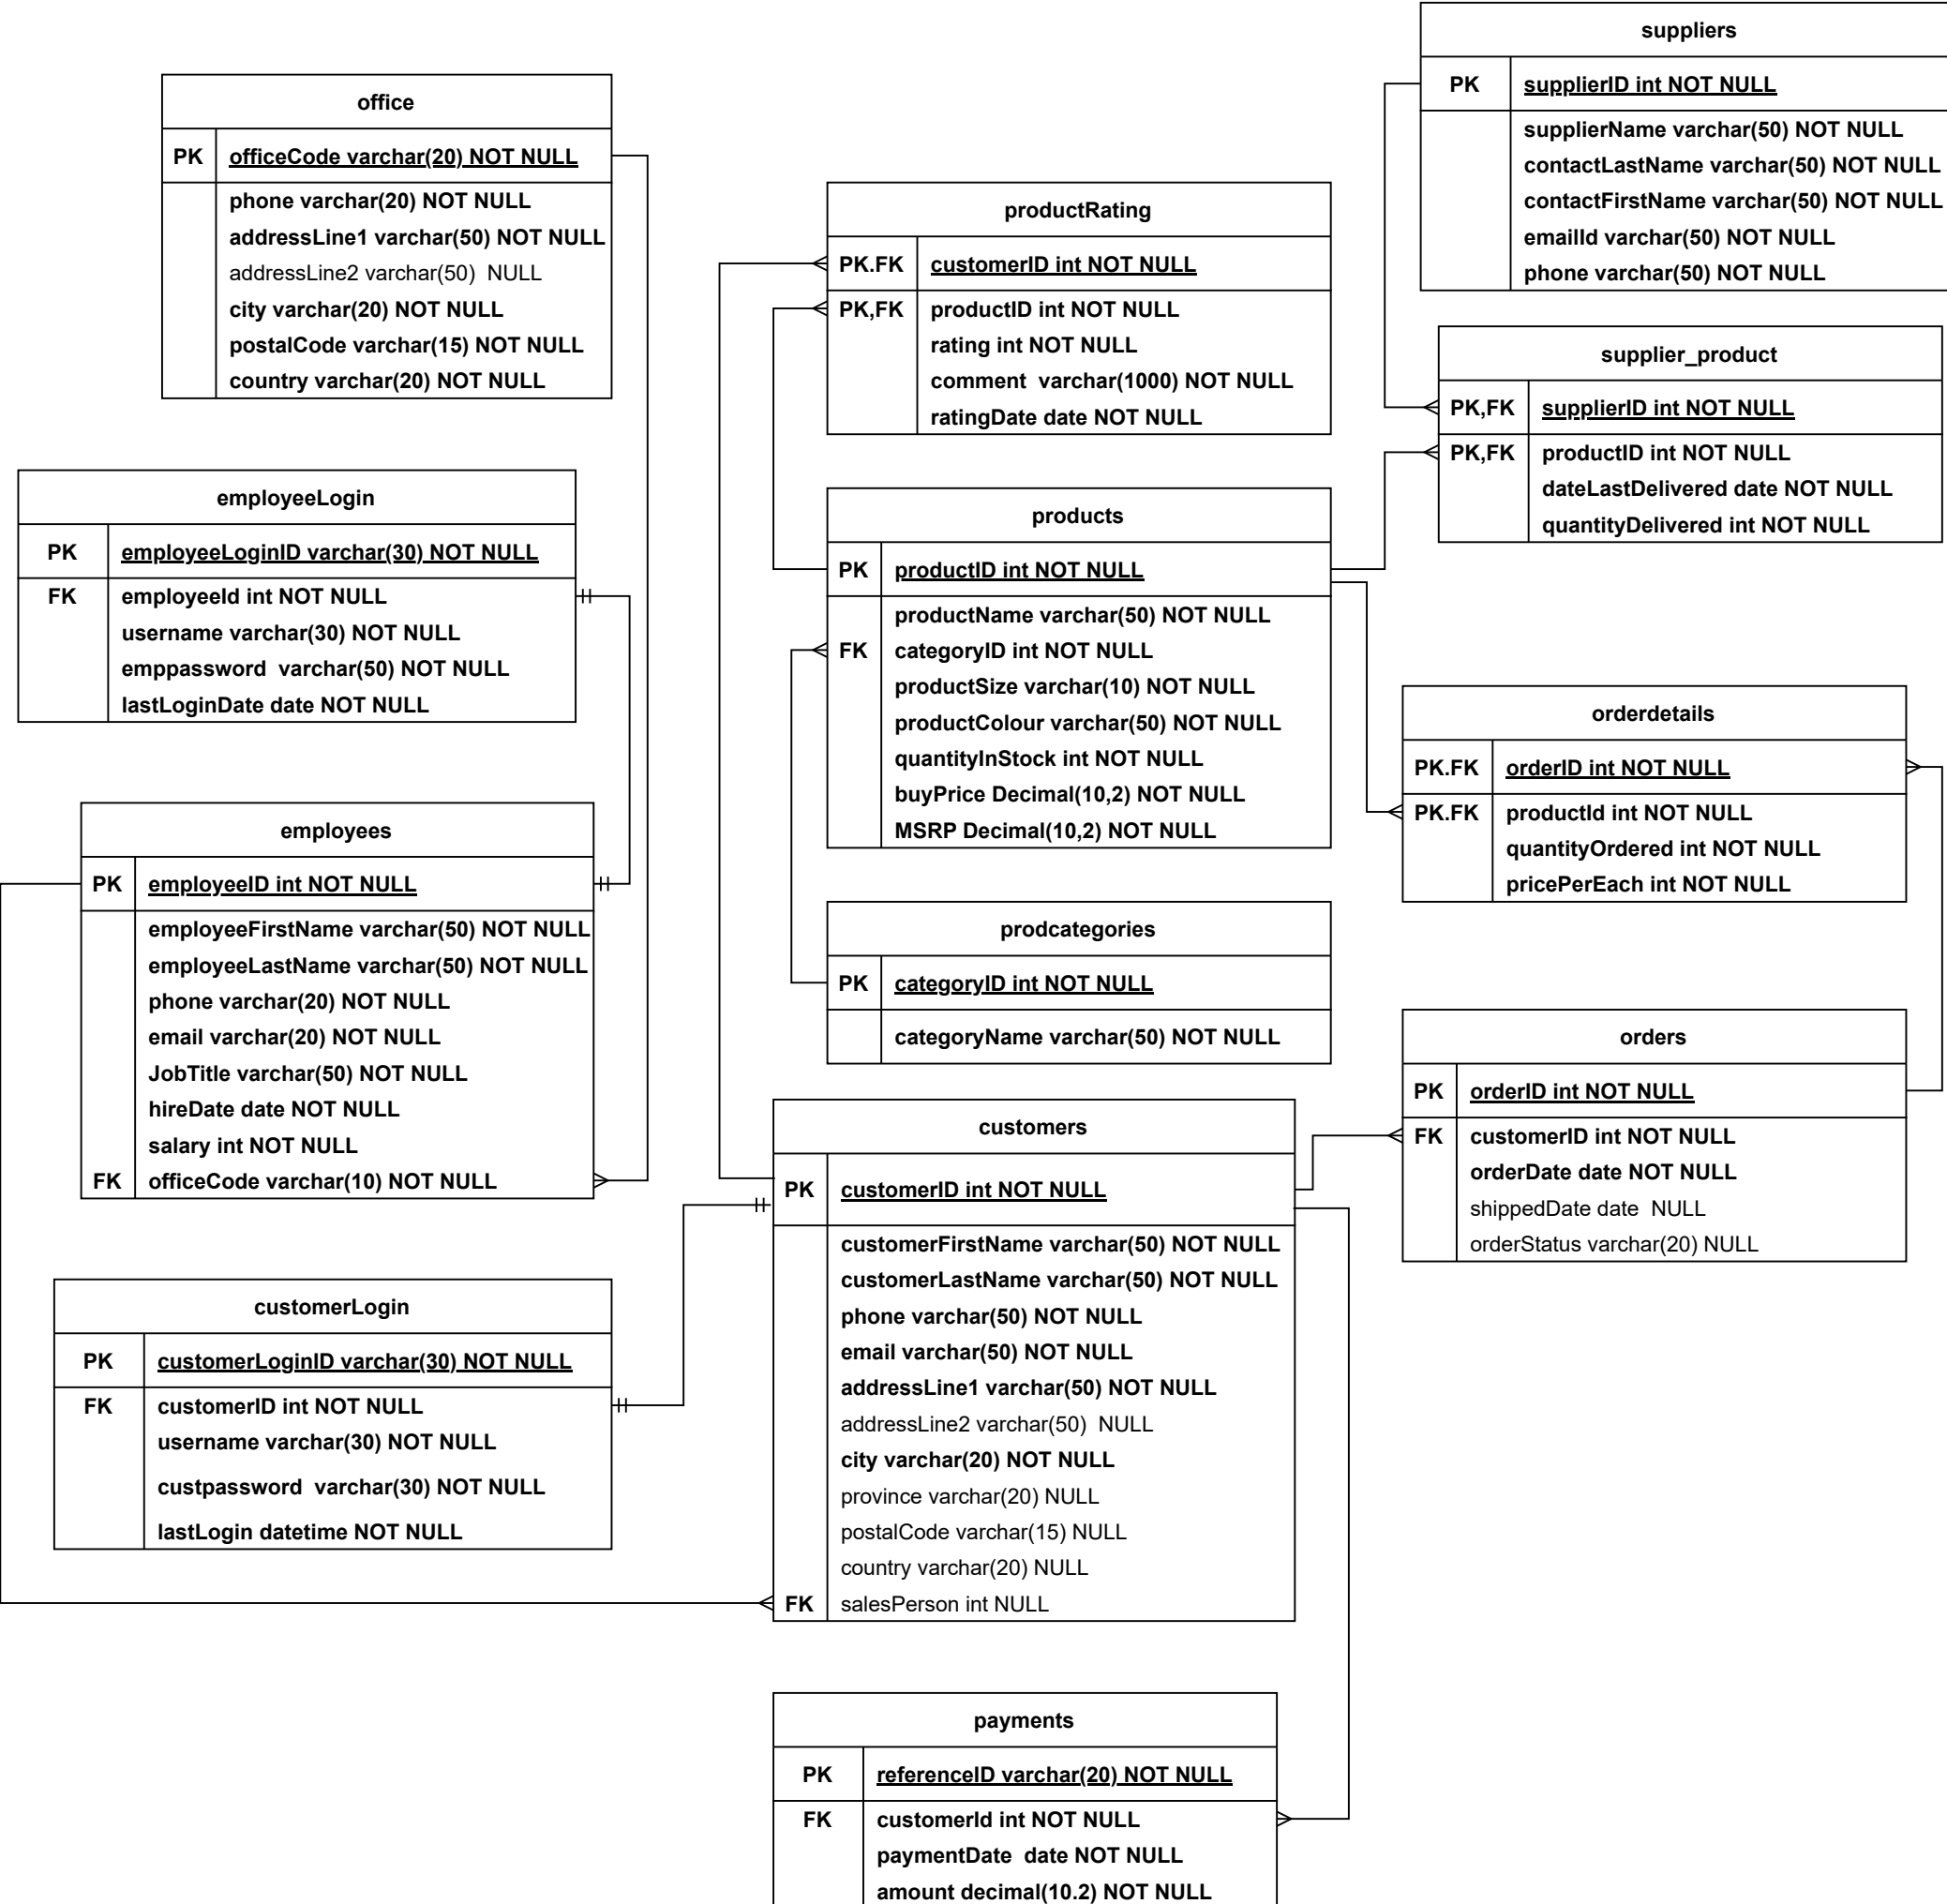 suppliers
PK supplierID int NOT NULL
supplierName varchar(50) NOT NULL
contactLastName varchar(50) NOT NULL
contactFirstName varchar(50) NOT NULL
emailId varchar(50) NOT NULL
phone varchar(50) NOT NULL
office
PK officeCode varchar(20) NOT NULL
phone varchar(20) NOT NULL
addressLine1 varchar(50) NOT NULL
addressLine2 varchar(50) NULL
city varchar(20) NOT NULL
postalCode varchar(15) NOT NULL
country varchar(20) NOT NULL
productRating
PK.FK customerID int NOT NULL
PK,FK productID int NOT NULL
rating int NOT NULL
comment varchar(1000) NOT NULL
ratingDate date NOT NULL
supplier_product
PK,FK supplierID int NOT NULL
PK,FK productID int NOT NULL
dateLastDelivered date NOT NULL
quantityDelivered int NOT NULL
employeeLogin
PK employeeLoginID varchar(30) NOT NULL
FK employeeId int NOT NULL
username varchar(30) NOT NULL
emppassword varchar(50) NOT NULL
lastLoginDate date NOT NULL
products
PK productID int NOT NULL
productName varchar(50) NOT NULL
FK categoryID int NOT NULL
productSize varchar(10) NOT NULL
productColour varchar(50) NOT NULL
quantityInStock int NOT NULL
buyPrice Decimal(10,2) NOT NULL
MSRP Decimal(10,2) NOT NULL
orderdetails
PK.FK orderID int NOT NULL
PK.FK productId int NOT NULL
quantityOrdered int NOT NULL
pricePerEach int NOT NULL
employees
PK employeeID int NOT NULL
employeeFirstName varchar(50) NOT NULL
employeeLastName varchar(50) NOT NULL
phone varchar(20) NOT NULL
email varchar(20) NOT NULL
JobTitle varchar(50) NOT NULL
hireDate date NOT NULL
salary int NOT NULL
FK officeCode varchar(10) NOT NULL
prodcategories
PK categoryID int NOT NULL
categoryName varchar(50) NOT NULL
orders
PK orderID int NOT NULL
FK customerID int NOT NULL
orderDate date NOT NULL
shippedDate date NULL
orderStatus varchar(20) NULL
customers
PK customerID int NOT NULL
customerFirstName varchar(50) NOT NULL
customerLastName varchar(50) NOT NULL
phone varchar(50) NOT NULL
email varchar(50) NOT NULL
addressLine1 varchar(50) NOT NULL
addressLine2 varchar(50) NULL
city varchar(20) NOT NULL
province varchar(20) NULL
postalCode varchar(15) NULL
country varchar(20) NULL
FK salesPerson int NULL
customerLogin
PK customerLoginID varchar(30) NOT NULL
FK customerID int NOT NULL
username varchar(30) NOT NULL
custpassword varchar(30) NOT NULL
lastLogin datetime NOT NULL
payments
PK referenceID varchar(20) NOT NULL
FK customerId int NOT NULL
paymentDate date NOT NULL
amount decimal(10.2) NOT NULL